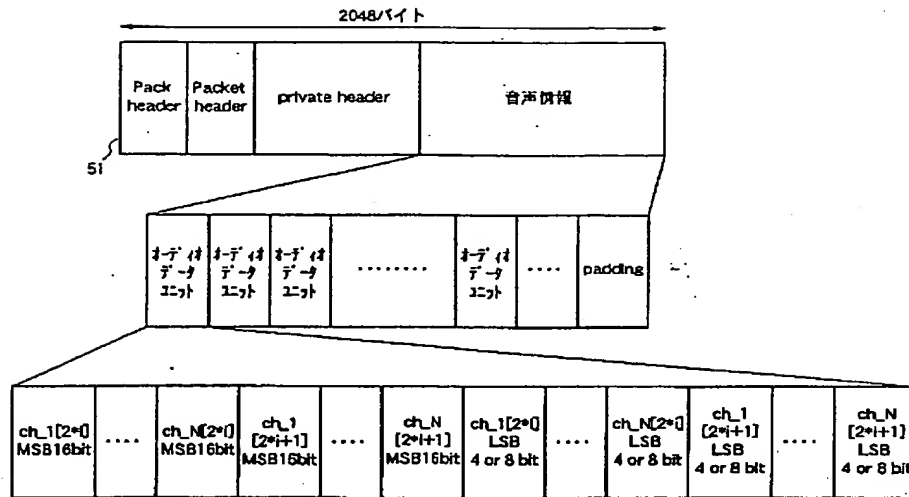 2048バイト
Pack
header
Packet
header
private header
音声情報
51
オーディオ
データ
ユニット
オーディオ
データ
ユニット
オーディオ
データ
ユニット
........
オーディオ
データ
ユニット
....
padding
ch_1[2*i]
MSB16bit
....
ch_N[2*i]
MSB16bit
ch_1
[2*i+1]
MSB16bit
....
ch_N
[2*i+1]
MSB16bit
ch_1[2*i]
LSB
4 or 8 bit
....
ch_N[2*i]
LSB
4 or 8 bit
ch_1
[2*i+1]
LSB
4 or 8 bit
....
ch_N
[2*i+1]
LSB
4 or 8 bit